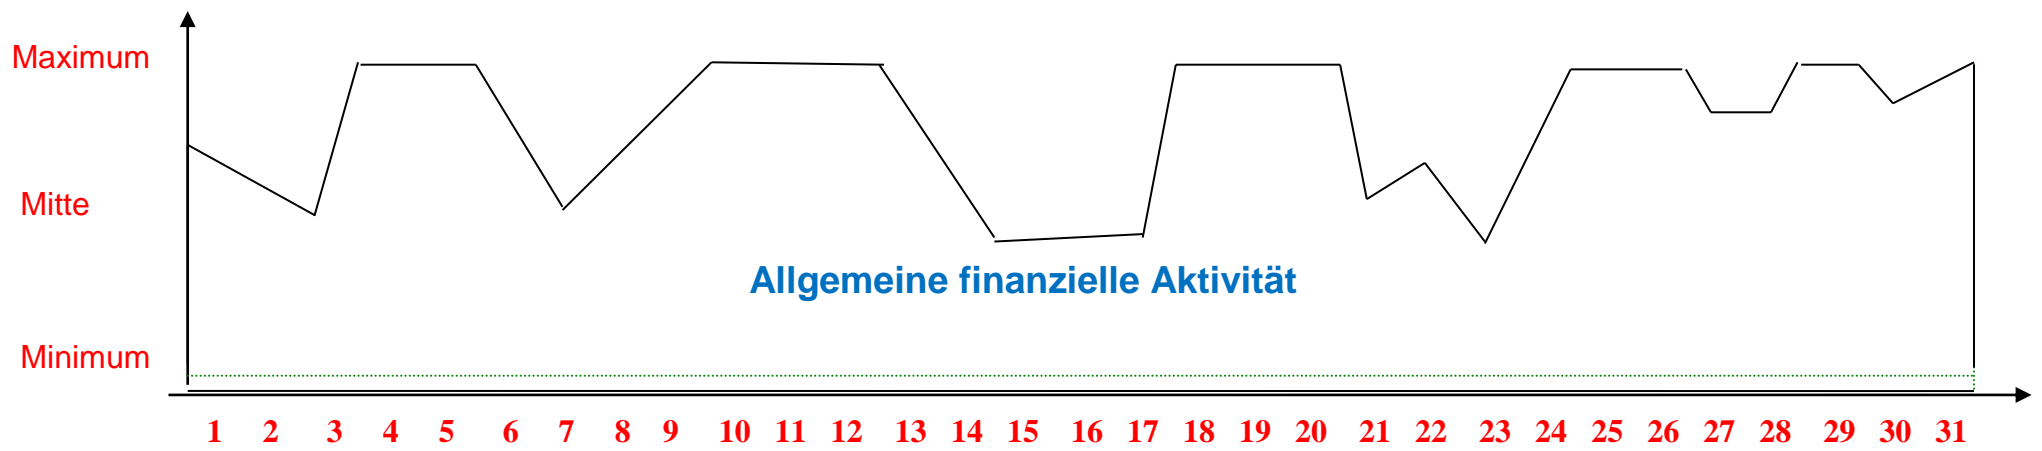 Maximum
Mitte
Allgemeine finanzielle Aktivität
Minimum
1 2 3 4 5 6 7 8 9 10 11 12 13 14 15 16 17 18 19 20 21 22 23 24 25 26 27 28 29 30 31